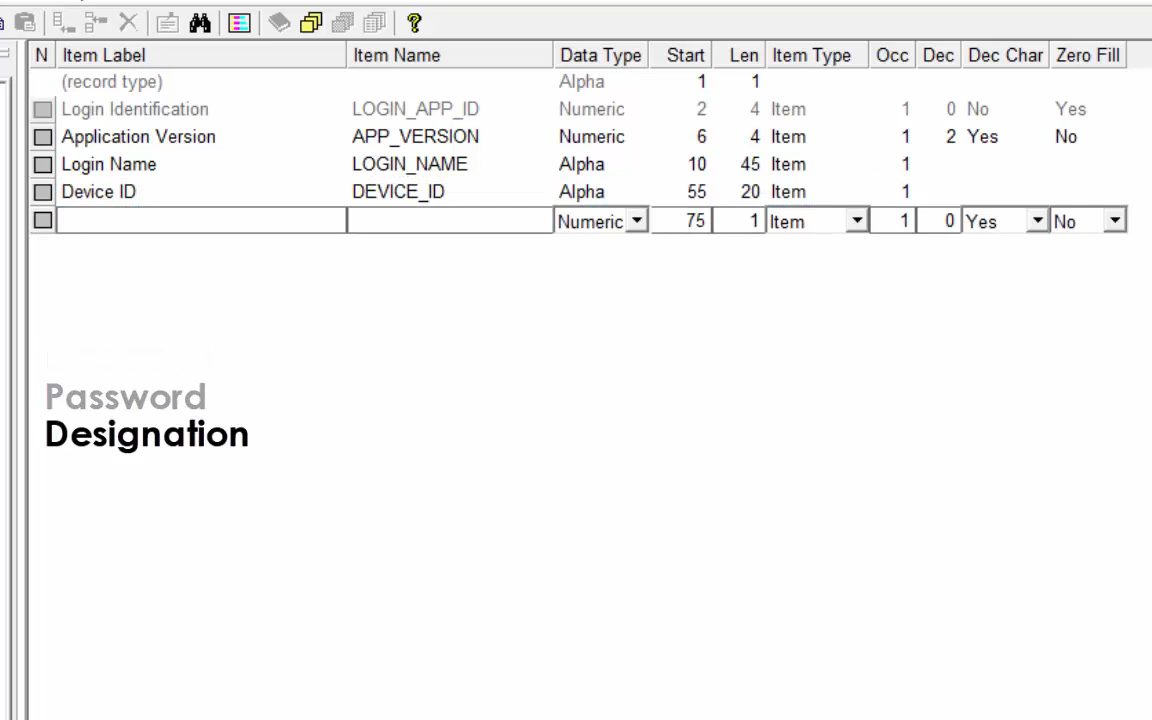 N Item Label Item Name Data Type Start Len Item Type Occ Dec Dec Char Zero Fill
(record type) Alpha 1 1
Login Identification LOGIN_APP_ID Numeric 2 4 Item 1 0 No Yes
Application Version APP_VERSION Numeric 6 4 Item 1 2 Yes No
Login Name LOGIN_NAME Alpha 10 45 Item 1
Device ID DEVICE_ID Alpha 55 20 Item 1
Numeric 75 1 Item 1 0 Yes No
Password
Designation